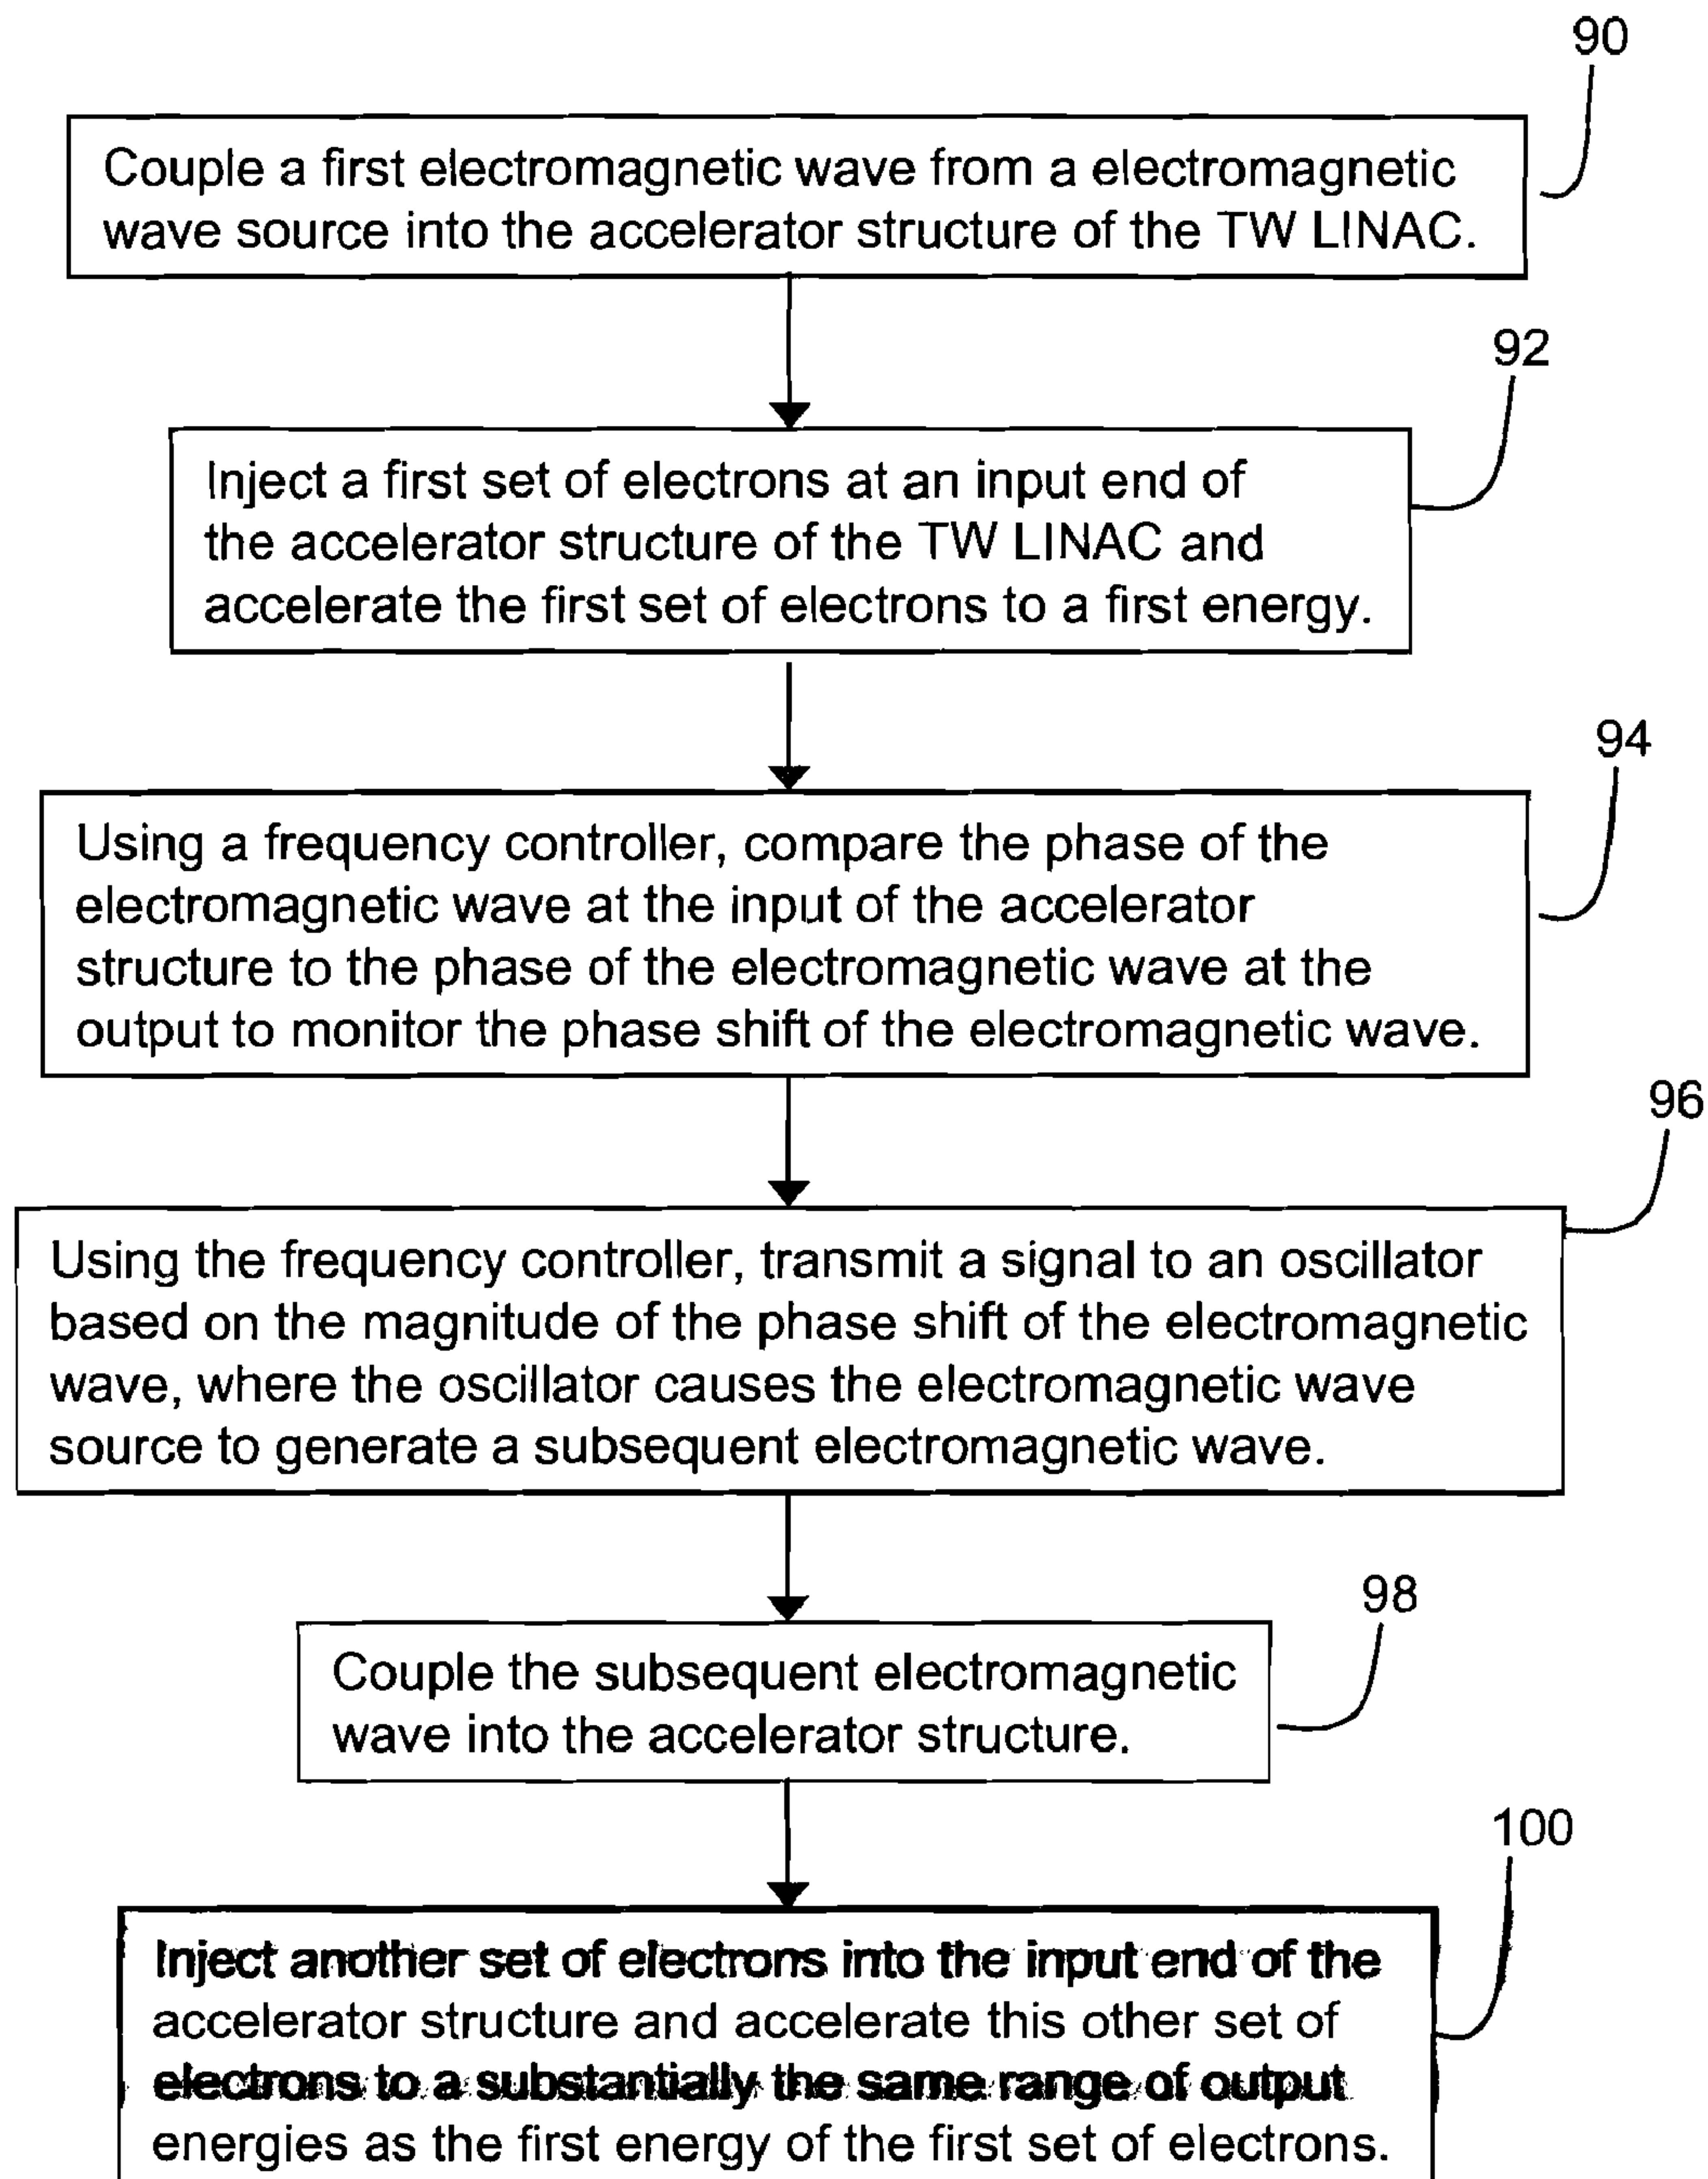 90
Couple a first electromagnetic wave from a electromagnetic
wave source into the accelerator structure of the TW LINAC.
92
Inject a first set of electrons at an input end of
the accelerator structure of the TW LINAC and
accelerate the first set of electrons to a first energy.
94
Using a frequency controller, compare the phase of the
electromagnetic wave at the input of the accelerator
structure to the phase of the electromagnetic wave at the
output to monitor the phase shift of the electromagnetic wave.
96
Using the frequency controller, transmit a signal to an oscillator
based on the magnitude of the phase shift of the electromagnetic
wave, where the oscillator causes the electromagnetic wave
source to generate a subsequent electromagnetic wave.
98
Couple the subsequent electromagnetic
wave into the accelerator structure.
100
Inject another set of electrons into the input end of the
accelerator structure and accelerate this other set of
electrons to a substantially the same range of output
energies as the first energy of the first set of electrons.